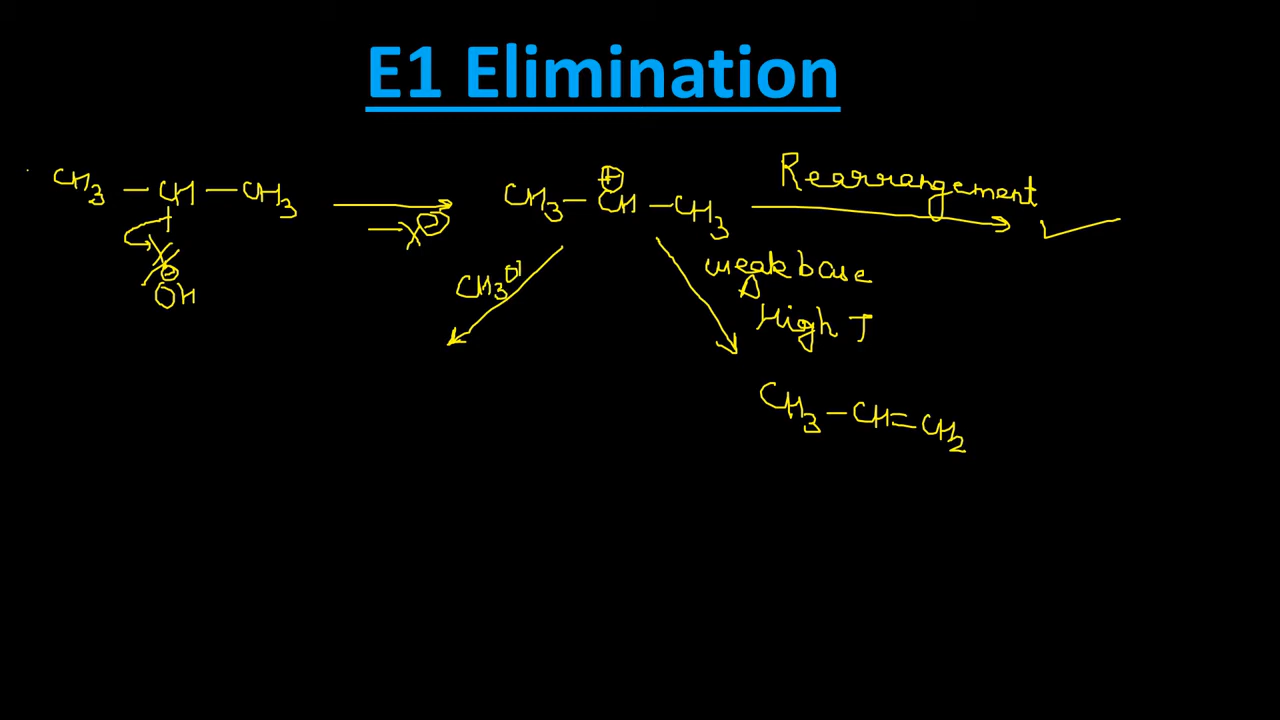 E1 Elimination
CH3 – CH – CH3
X
⊖
OH
→ X⊖
CH3 – CH – CH3
⊕
Rearrangement
CH3OH
weak base
Δ
High T
CH3 – CH = CH2